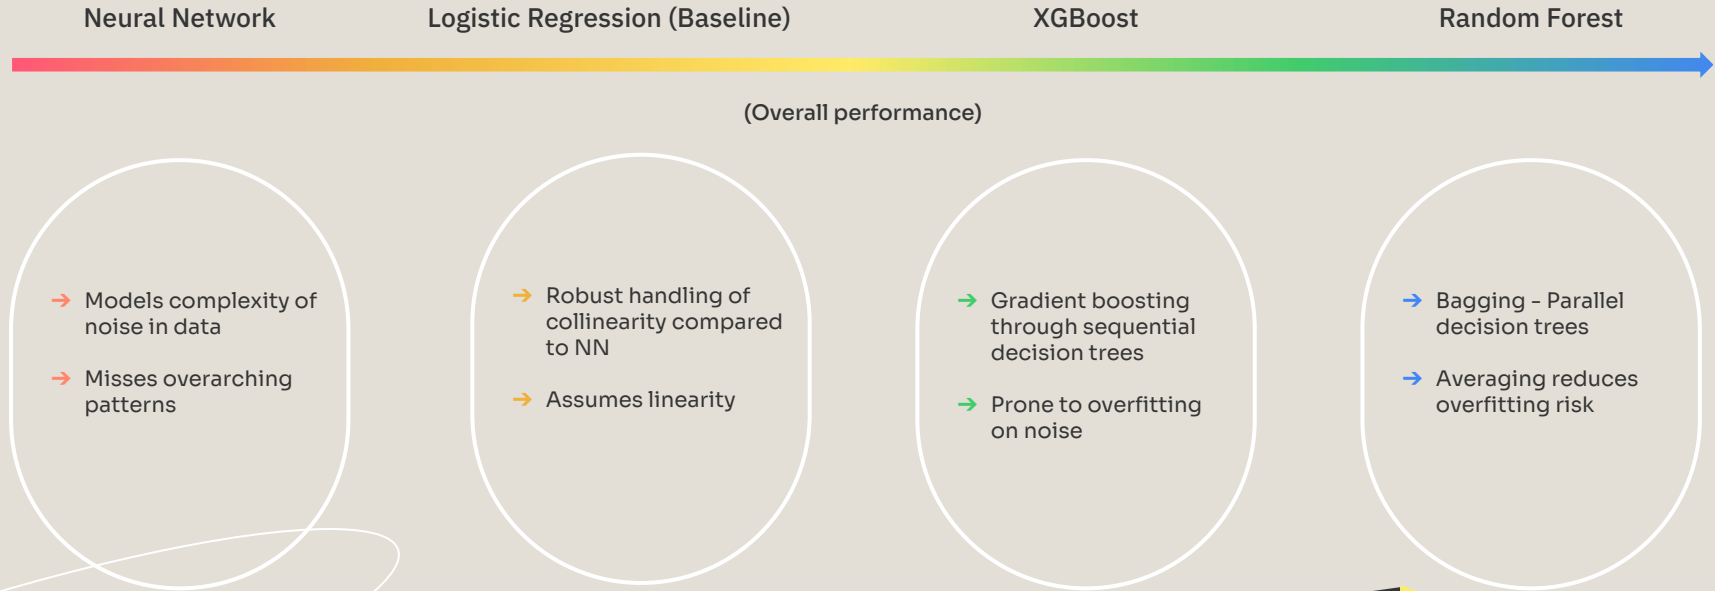 Neural Network
Logistic Regression (Baseline)
XGBoost
Random Forest
(Overall performance)
➔ Models complexity of
noise in data
➔ Misses overarching
patterns
➔ Robust handling of
collinearity compared
to NN
➔ Assumes linearity
➔ Gradient boosting
through sequential
decision trees
➔ Prone to overfitting
on noise
➔ Bagging - Parallel
decision trees
➔ Averaging reduces
overfitting risk